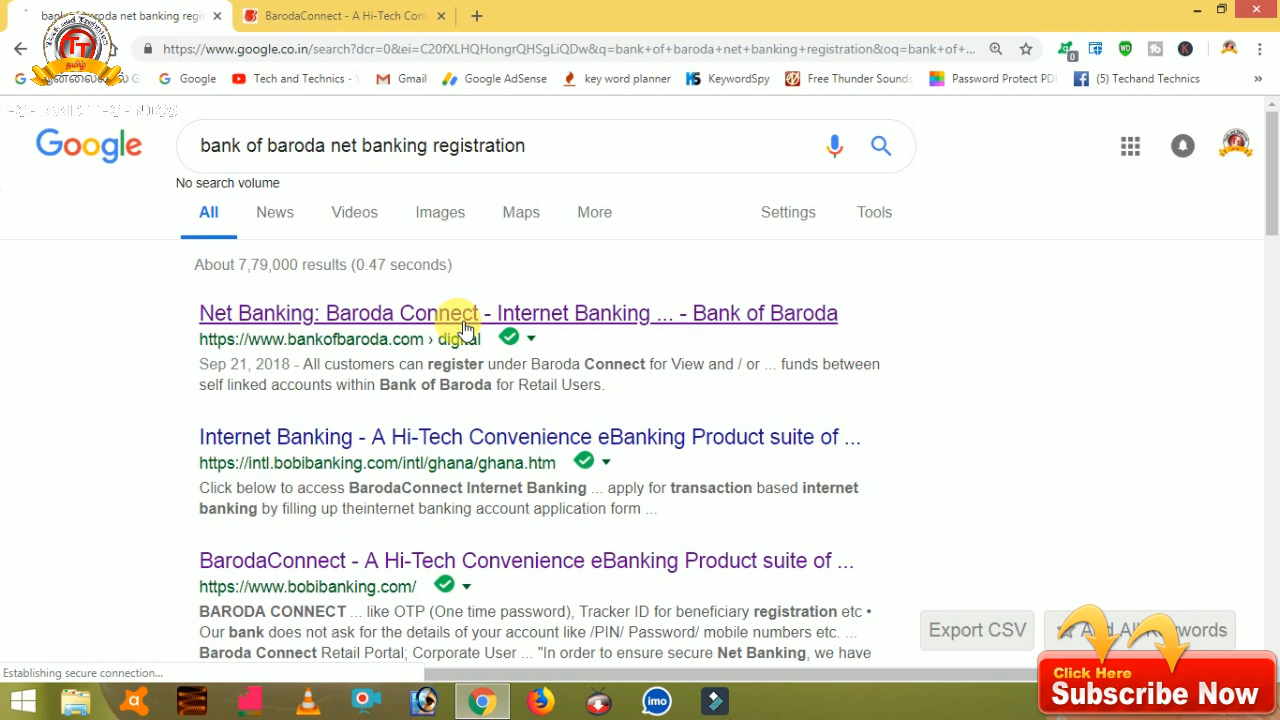 bank of baroda net banking regi
BarodaConnect - A Hi-Tech Conv
https://www.google.co.in/search?dcr=0&ei=C20fXLHQHongrQHSgLiQDw&q=bank+of+baroda+net+banking+registration&oq=bank+of+...
0
FT
தமிழ்
Google
Tech and Technics -
Gmail
Google AdSense
key word planner
KeywordSpy
Free Thunder Sounds
Password Protect PD
(5) Techand Technics
»
Google
bank of baroda net banking registration
No search volume
All
News
Videos
Images
Maps
More
Settings
Tools
About 7,79,000 results (0.47 seconds)
Net Banking: Baroda Connect - Internet Banking ... - Bank of Baroda
https://www.bankofbaroda.com › digital
Sep 21, 2018 - All customers can register under Baroda Connect for View and / or ... funds between
self linked accounts within Bank of Baroda for Retail Users.
Internet Banking - A Hi-Tech Convenience eBanking Product suite of ...
https://intl.bobibanking.com/intl/ghana/ghana.htm
Click below to access BarodaConnect Internet Banking ... apply for transaction based internet
banking by filling up theinternet banking account application form ...
BarodaConnect - A Hi-Tech Convenience eBanking Product suite of ...
https://www.bobibanking.com/
BARODA CONNECT ... like OTP (One time password), Tracker ID for beneficiary registration etc •
Our bank does not ask for the details of your account like /PIN/ Password/ mobile numbers etc. ...
Baroda Connect Retail Portal; Corporate User ... "In order to ensure secure Net Banking, we have
Export CSV
Add All Keywords
Establishing secure connection...
Click Here
Subscribe Now
imo